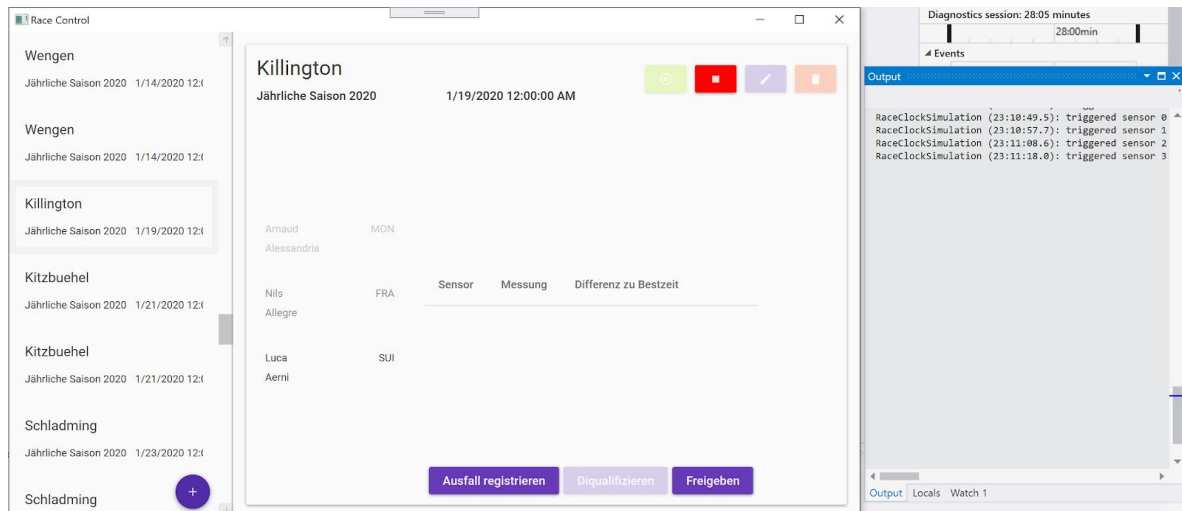 Race Control
Wengen
Jährliche Saison 2020 1/14/2020 12:(
Wengen
Jährliche Saison 2020 1/14/2020 12:(
Killington
Jährliche Saison 2020 1/19/2020 12:(
Kitzbuehel
Jährliche Saison 2020 1/21/2020 12:(
Kitzbuehel
Jährliche Saison 2020 1/21/2020 12:(
Schladming
Jährliche Saison 2020 1/23/2020 12:(
Schladming
+
Killington
Jährliche Saison 2020 1/19/2020 12:00:00 AM
Arnaud MON
Alessandria
Nils FRA
Allegre
Luca SUI
Aerni
Sensor Messung Differenz zu Bestzeit
Ausfall registrieren Diqualifizieren Freigeben
Diagnostics session: 28:05 minutes
28:00min
Events
Output
RaceClockSimulation (23:10:49.5): triggered sensor 0
RaceClockSimulation (23:10:57.7): triggered sensor 1
RaceClockSimulation (23:11:08.6): triggered sensor 2
RaceClockSimulation (23:11:18.0): triggered sensor 3
Output Locals Watch 1